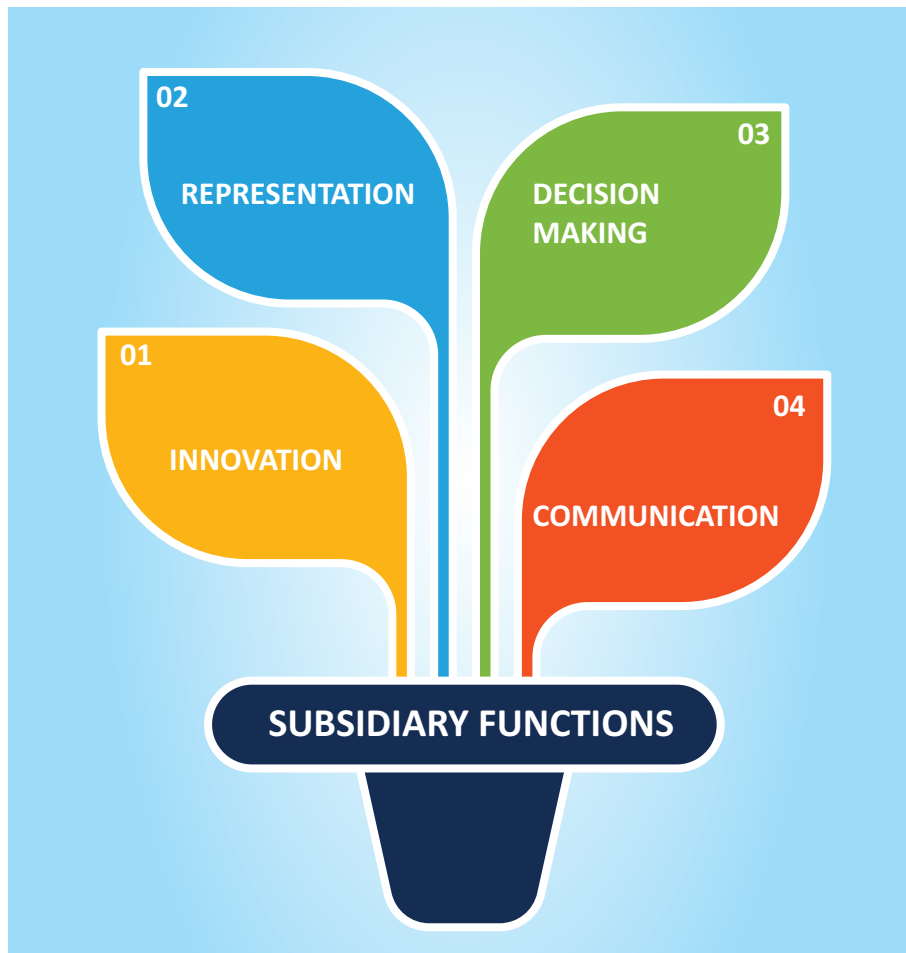 01
INNOVATION
02
REPRESENTATION
03
DECISION
MAKING
04
COMMUNICATION
SUBSIDIARY FUNCTIONS